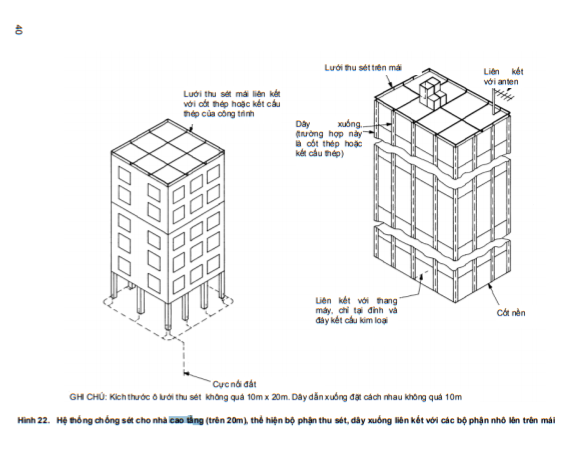 40
Lưới thu sét trên mái
Liên kết
với anten
Lưới thu sét mái liên kết
với cốt thép hoặc kết cấu
thép của công trình
Dây xuống,
(trường hợp này
là cốt thép hoặc
kết cấu thép)
Liên kết với thang
máy, chỉ tại đỉnh và
đáy kết cấu kim loại
Cốt nền
Cực nối đất
GHI CHÚ: Kích thước ô lưới thu sét không quá 10m x 20m. Dây dẫn xuống đặt cách nhau không quá 10m
Hình 22. Hệ thống chống sét cho nhà cao tầng (trên 20m), thể hiện bộ phận thu sét, dây xuống liên kết với các bộ phận nhô lên trên mái